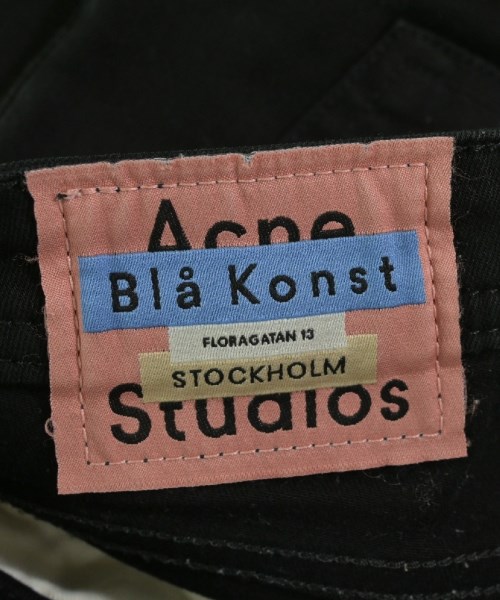 Acne
Blå Konst
FLORAGATAN 13
STOCKHOLM
Studios